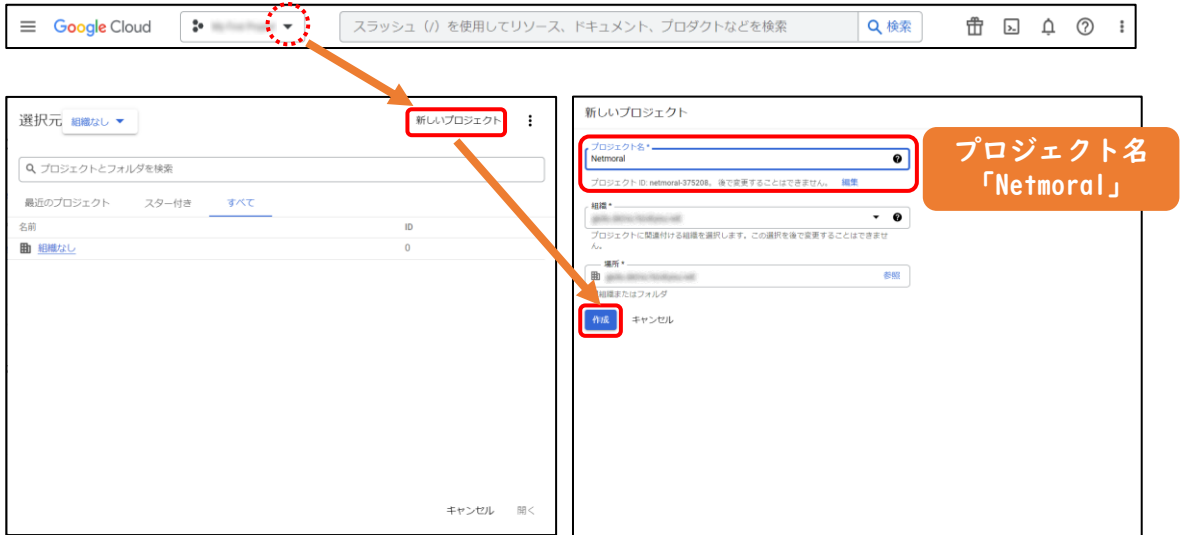 Google Cloud
スラッシュ (/) を使用してリソース、ドキュメント、プロダクトなどを検索
検索
選択元 組織なし
新しいプロジェクト
プロジェクトとフォルダを検索
最近のプロジェクト スター付き すべて
名前 ID
組織なし 0
キャンセル 開く
新しいプロジェクト
プロジェクト名 *
Netmoral
プロジェクト ID: netmoral-375208。後で変更することはできません。 編集
組織 *
プロジェクトに関連付ける組織を選択します。この選択を後で変更することはできませ
ん。
場所 *
参照
組織またはフォルダ
作成 キャンセル
プロジェクト名
「Netmoral」